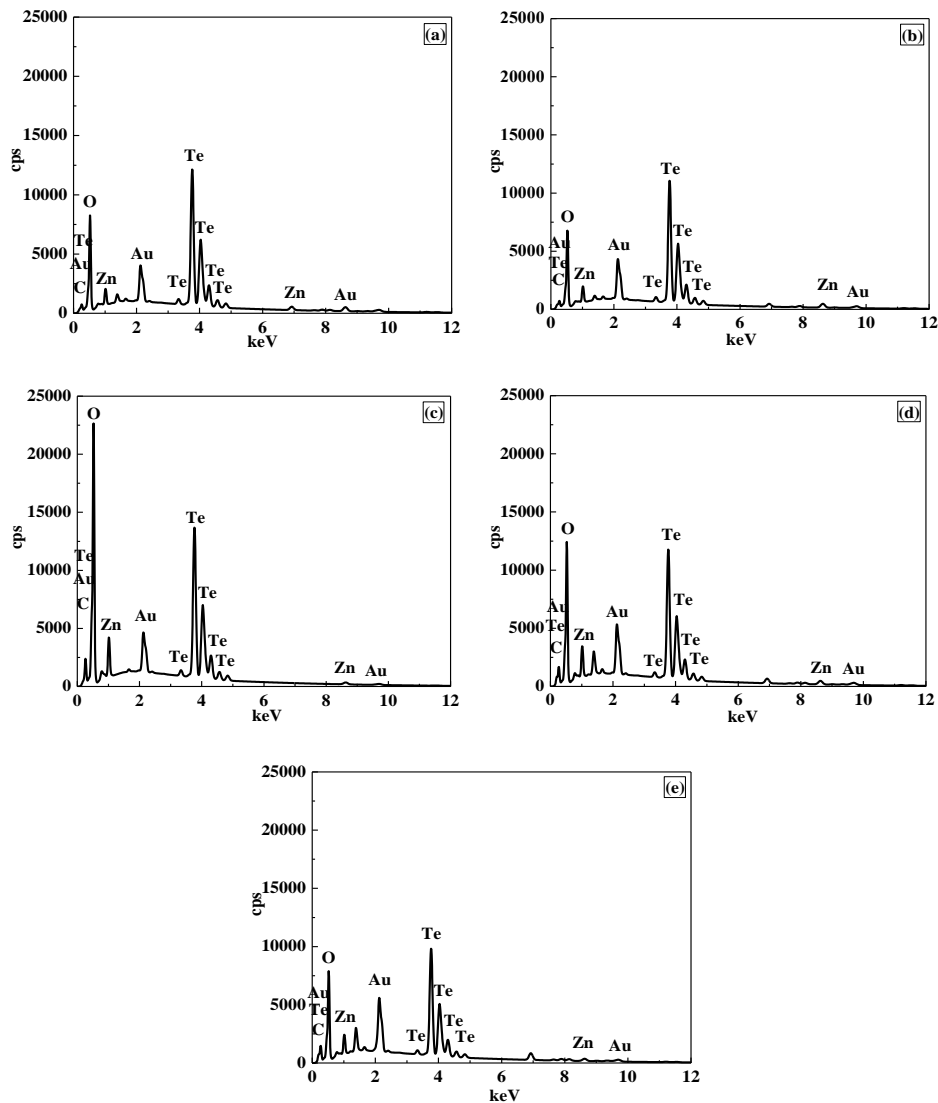 25000 (a)
20000
15000
cps
Te
10000
O
Te
Te
5000 Au Au
Te
C Zn Te Te Zn Au
0
0 2 4 6 8 10 12
keV
25000 (b)
20000
15000
cps
Te
10000
O
Te
Au
5000 Au
Te
Te Zn Te Te Zn Au
C
0
0 2 4 6 8 10 12
keV
25000 (c)
O
20000
15000
cps
Te
Te
10000
Au
Te
C
Au
5000 Zn
Te
Te Te Zn Au
0
0 2 4 6 8 10 12
keV
25000 (d)
20000
15000
cps
O Te
10000
Au
Te
Au
Te
5000 Zn
C Te
Te Te Zn Au
0
0 2 4 6 8 10 12
keV
25000 (e)
20000
15000
cps
Te
10000
O
Au
Au
Te
5000 Te
Zn Te
C Te Te Zn Au
0
0 2 4 6 8 10 12
keV